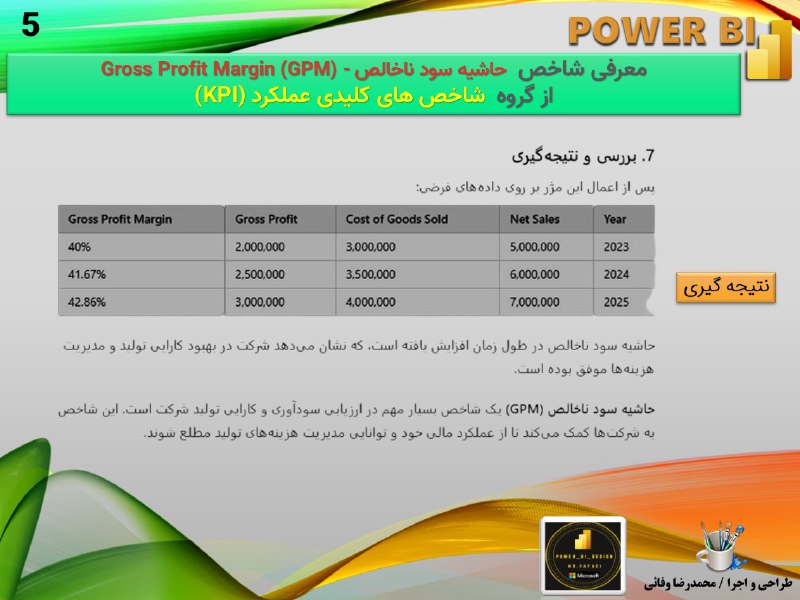 5
POWER BI
معرفی شاخص حاشیه سود ناخالص - Gross Profit Margin (GPM)
از گروه شاخص های کلیدی عملکرد (KPI)
7. بررسی و نتیجه‌گیری
پس از اعمال این مژر بر روی داده‌های فرضی:
Gross Profit Margin Gross Profit Cost of Goods Sold Net Sales Year
40% 2,000,000 3,000,000 5,000,000 2023
41.67% 2,500,000 3,500,000 6,000,000 2024
42.86% 3,000,000 4,000,000 7,000,000 2025
نتیجه گیری
حاشیه سود ناخالص در طول زمان افزایش یافته است، که نشان می‌دهد شرکت در بهبود کارایی تولید و مدیریت
هزینه‌ها موفق بوده است.
حاشیه سود ناخالص (GPM) یک شاخص بسیار مهم در ارزیابی سودآوری و کارایی تولید شرکت است. این شاخص
به شرکت‌ها کمک می‌کند تا از عملکرد مالی خود و توانایی مدیریت هزینه‌های تولید مطلع شوند.
POWER_BI_DESIGN
MR.VAFAEI
Microsoft
طراحی و اجرا / محمدرضا وفائی